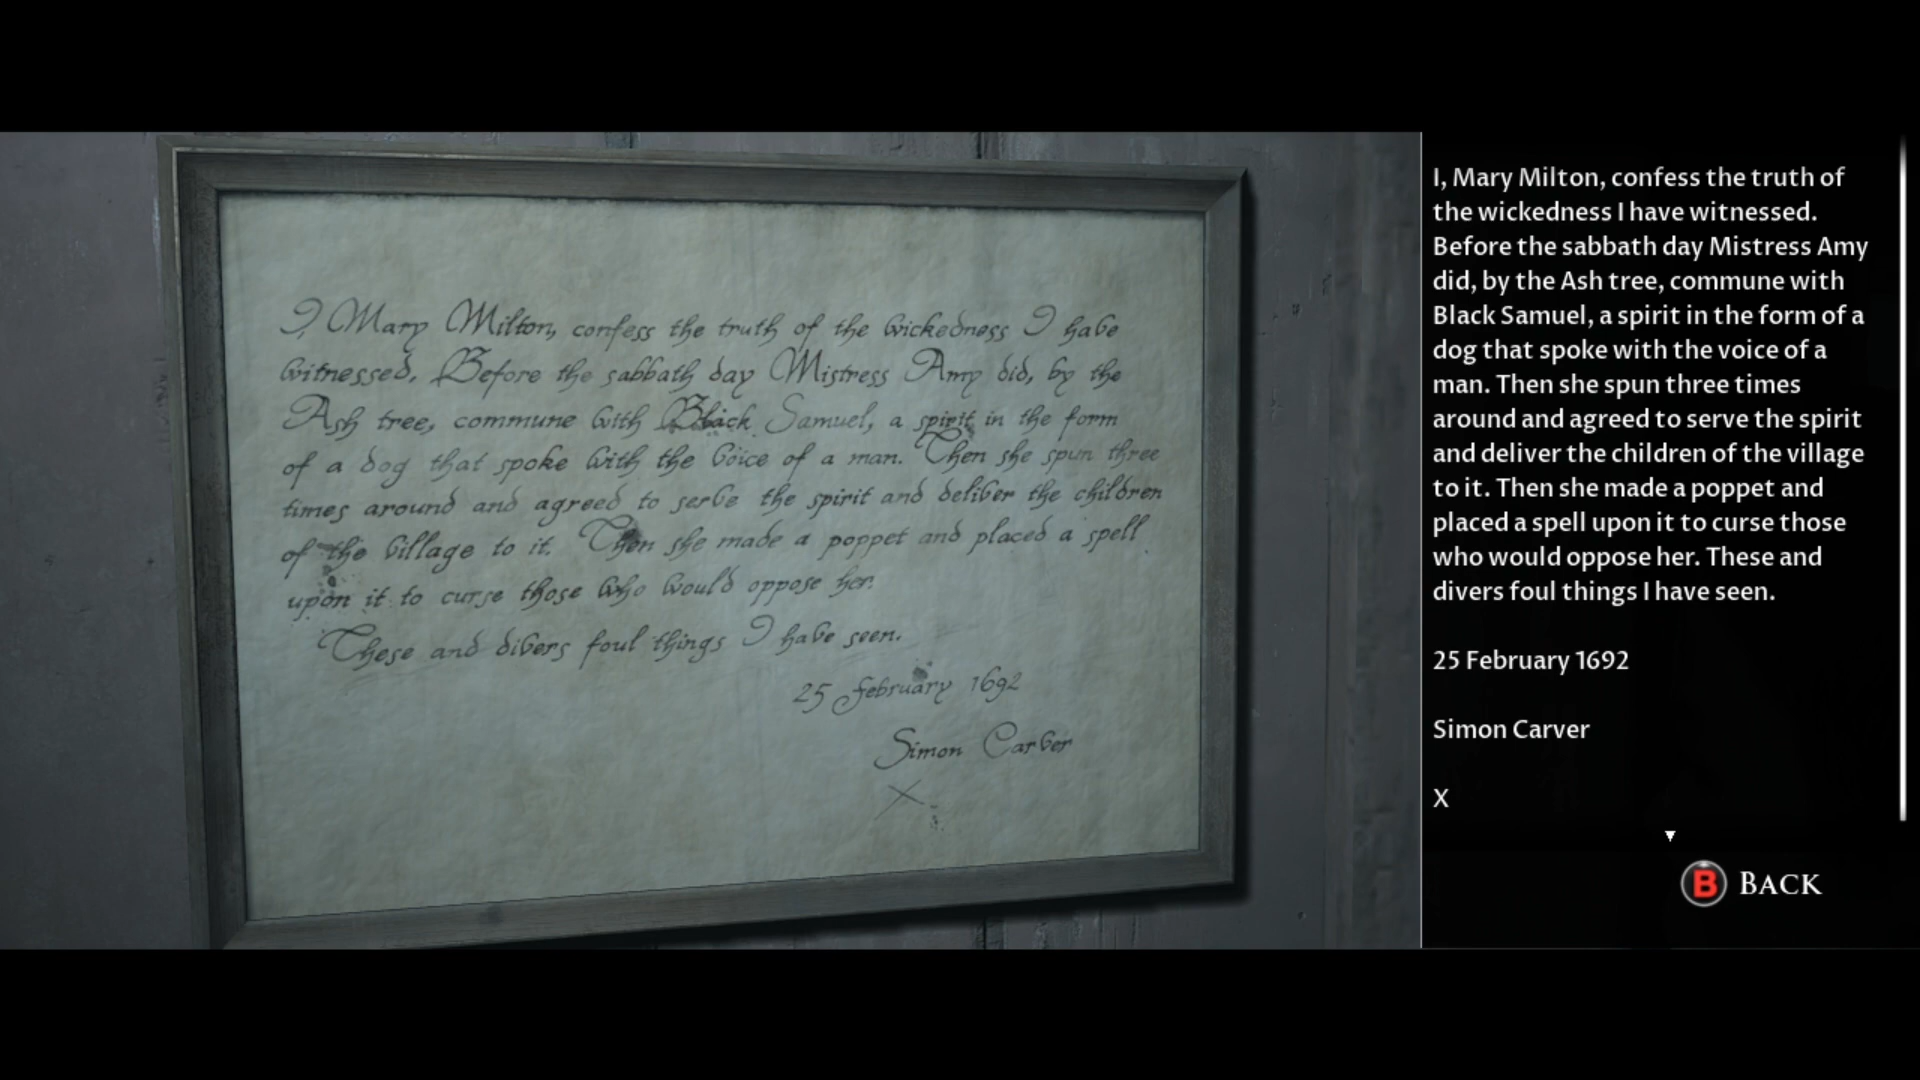 I, Mary Milton, confess the truth of the wickedness I have
witnessed. Before the sabbath day Mistress Amy did, by the
Ash tree, commune with Black Samuel, a spirit in the form
of a dog that spoke with the voice of a man. Then she spun three
times around and agreed to serve the spirit and deliver the children
of the village to it. Then she made a poppet and placed a spell
upon it to curse those who would oppose her.
These and divers foul things I have seen.
25 February 1692
Simon Carver
X
I, Mary Milton, confess the truth of
the wickedness I have witnessed.
Before the sabbath day Mistress Amy
did, by the Ash tree, commune with
Black Samuel, a spirit in the form of a
dog that spoke with the voice of a
man. Then she spun three times
around and agreed to serve the spirit
and deliver the children of the village
to it. Then she made a poppet and
placed a spell upon it to curse those
who would oppose her. These and
divers foul things I have seen.
25 February 1692
Simon Carver
X
B BACK